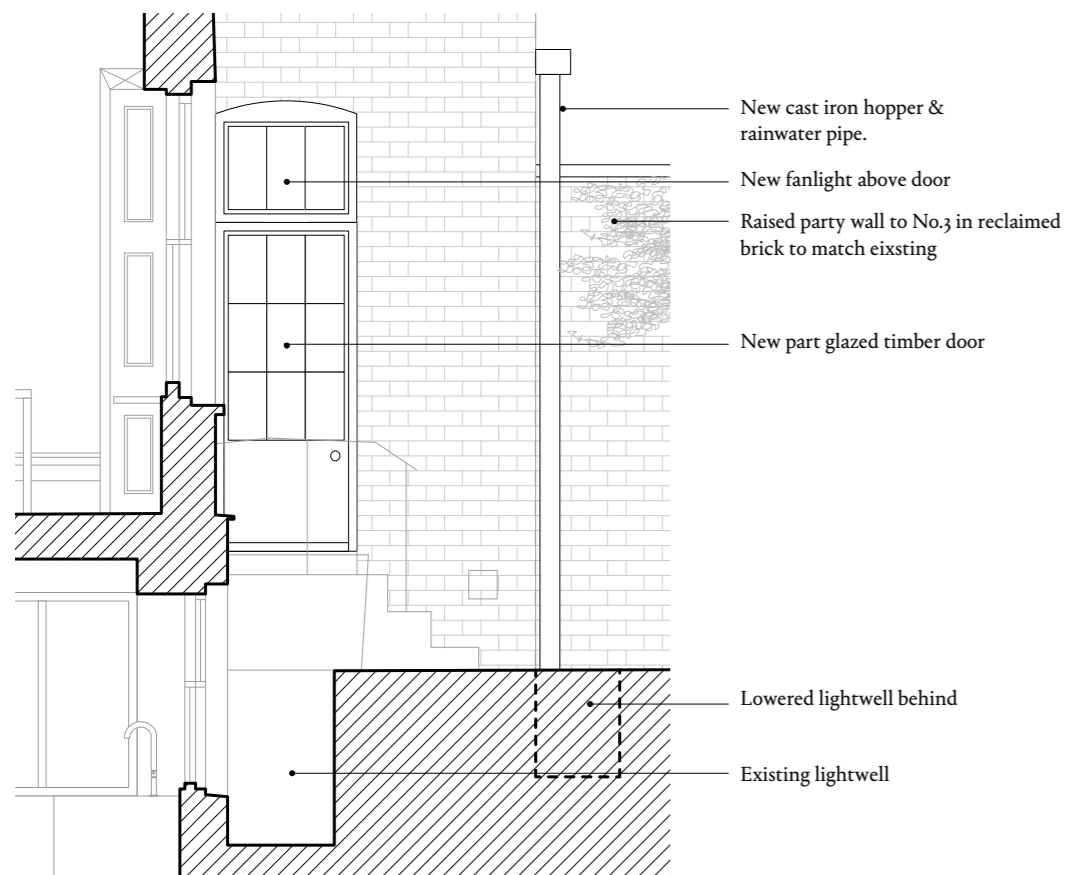 New cast iron hopper &
rainwater pipe.
New fanlight above door
Raised party wall to No.3 in reclaimed
brick to match eixsting
New part glazed timber door
Lowered lightwell behind
Existing lightwell